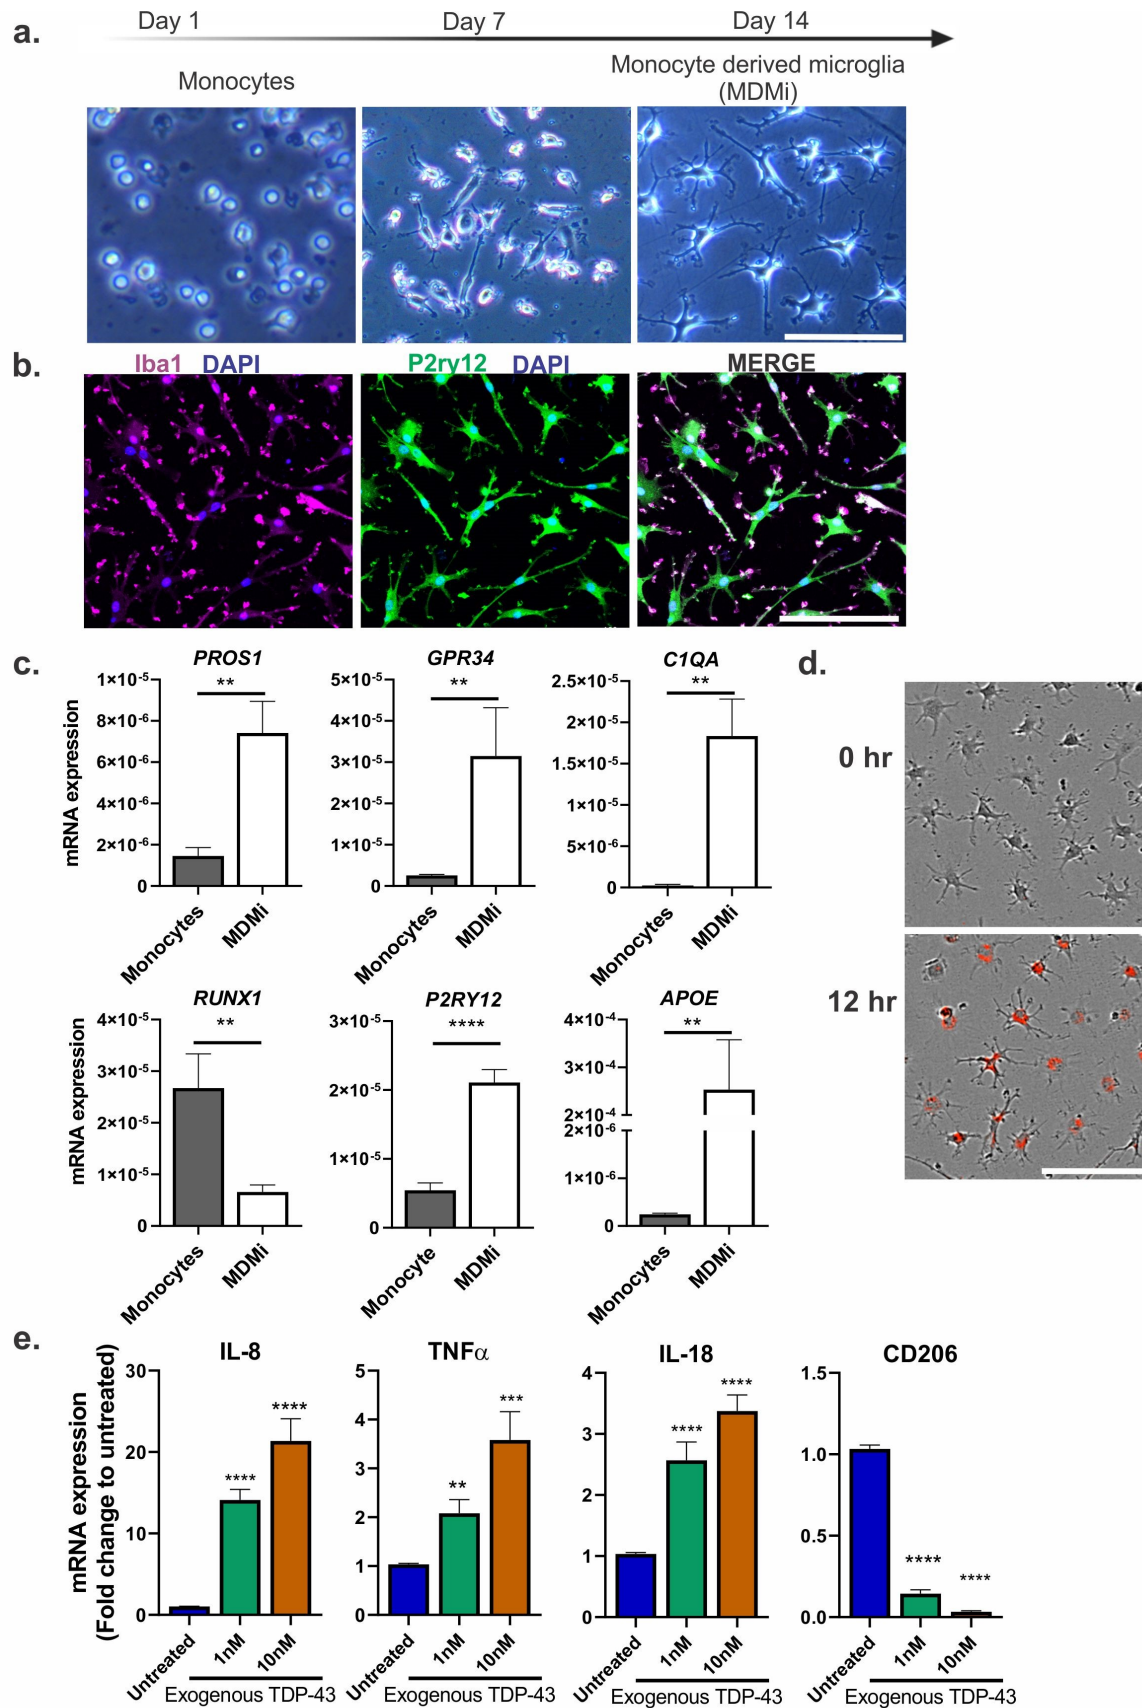 a.
Day 1 Day 7 Day 14
Monocytes
Monocyte derived microglia
(MDMi)
b.
Iba1 DAPI P2ry12 DAPI MERGE
c.
PROS1
mRNA expression
1×10⁻⁵
8×10⁻⁶
6×10⁻⁶
4×10⁻⁶
2×10⁻⁶
0
**
Monocytes MDMi
GPR34
5×10⁻⁵
4×10⁻⁵
3×10⁻⁵
2×10⁻⁵
1×10⁻⁵
0
**
Monocytes MDMi
C1QA
2.5×10⁻⁵
2×10⁻⁵
1.5×10⁻⁵
1×10⁻⁵
5×10⁻⁶
0
**
Monocytes MDMi
RUNX1
mRNA expression
4×10⁻⁵
3×10⁻⁵
2×10⁻⁵
1×10⁻⁵
0
**
Monocytes MDMi
P2RY12
3×10⁻⁵
2×10⁻⁵
1×10⁻⁵
0
****
Monocyte MDMi
APOE
4×10⁻⁴
3×10⁻⁴
2×10⁻⁴
2×10⁻⁶
1×10⁻⁶
0
**
Monocytes MDMi
d.
0 hr
12 hr
e.
mRNA expression
(Fold change to untreated)
IL-8
30
20
10
0
****
****
Untreated 1nM 10nM
Exogenous TDP-43
TNFα
5
4
3
2
1
0
**
***
Untreated 1nM 10nM
Exogenous TDP-43
IL-18
4
3
2
1
0
****
****
Untreated 1nM 10nM
Exogenous TDP-43
CD206
1.5
1.0
0.5
0.0
****
****
Untreated 1nM 10nM
Exogenous TDP-43